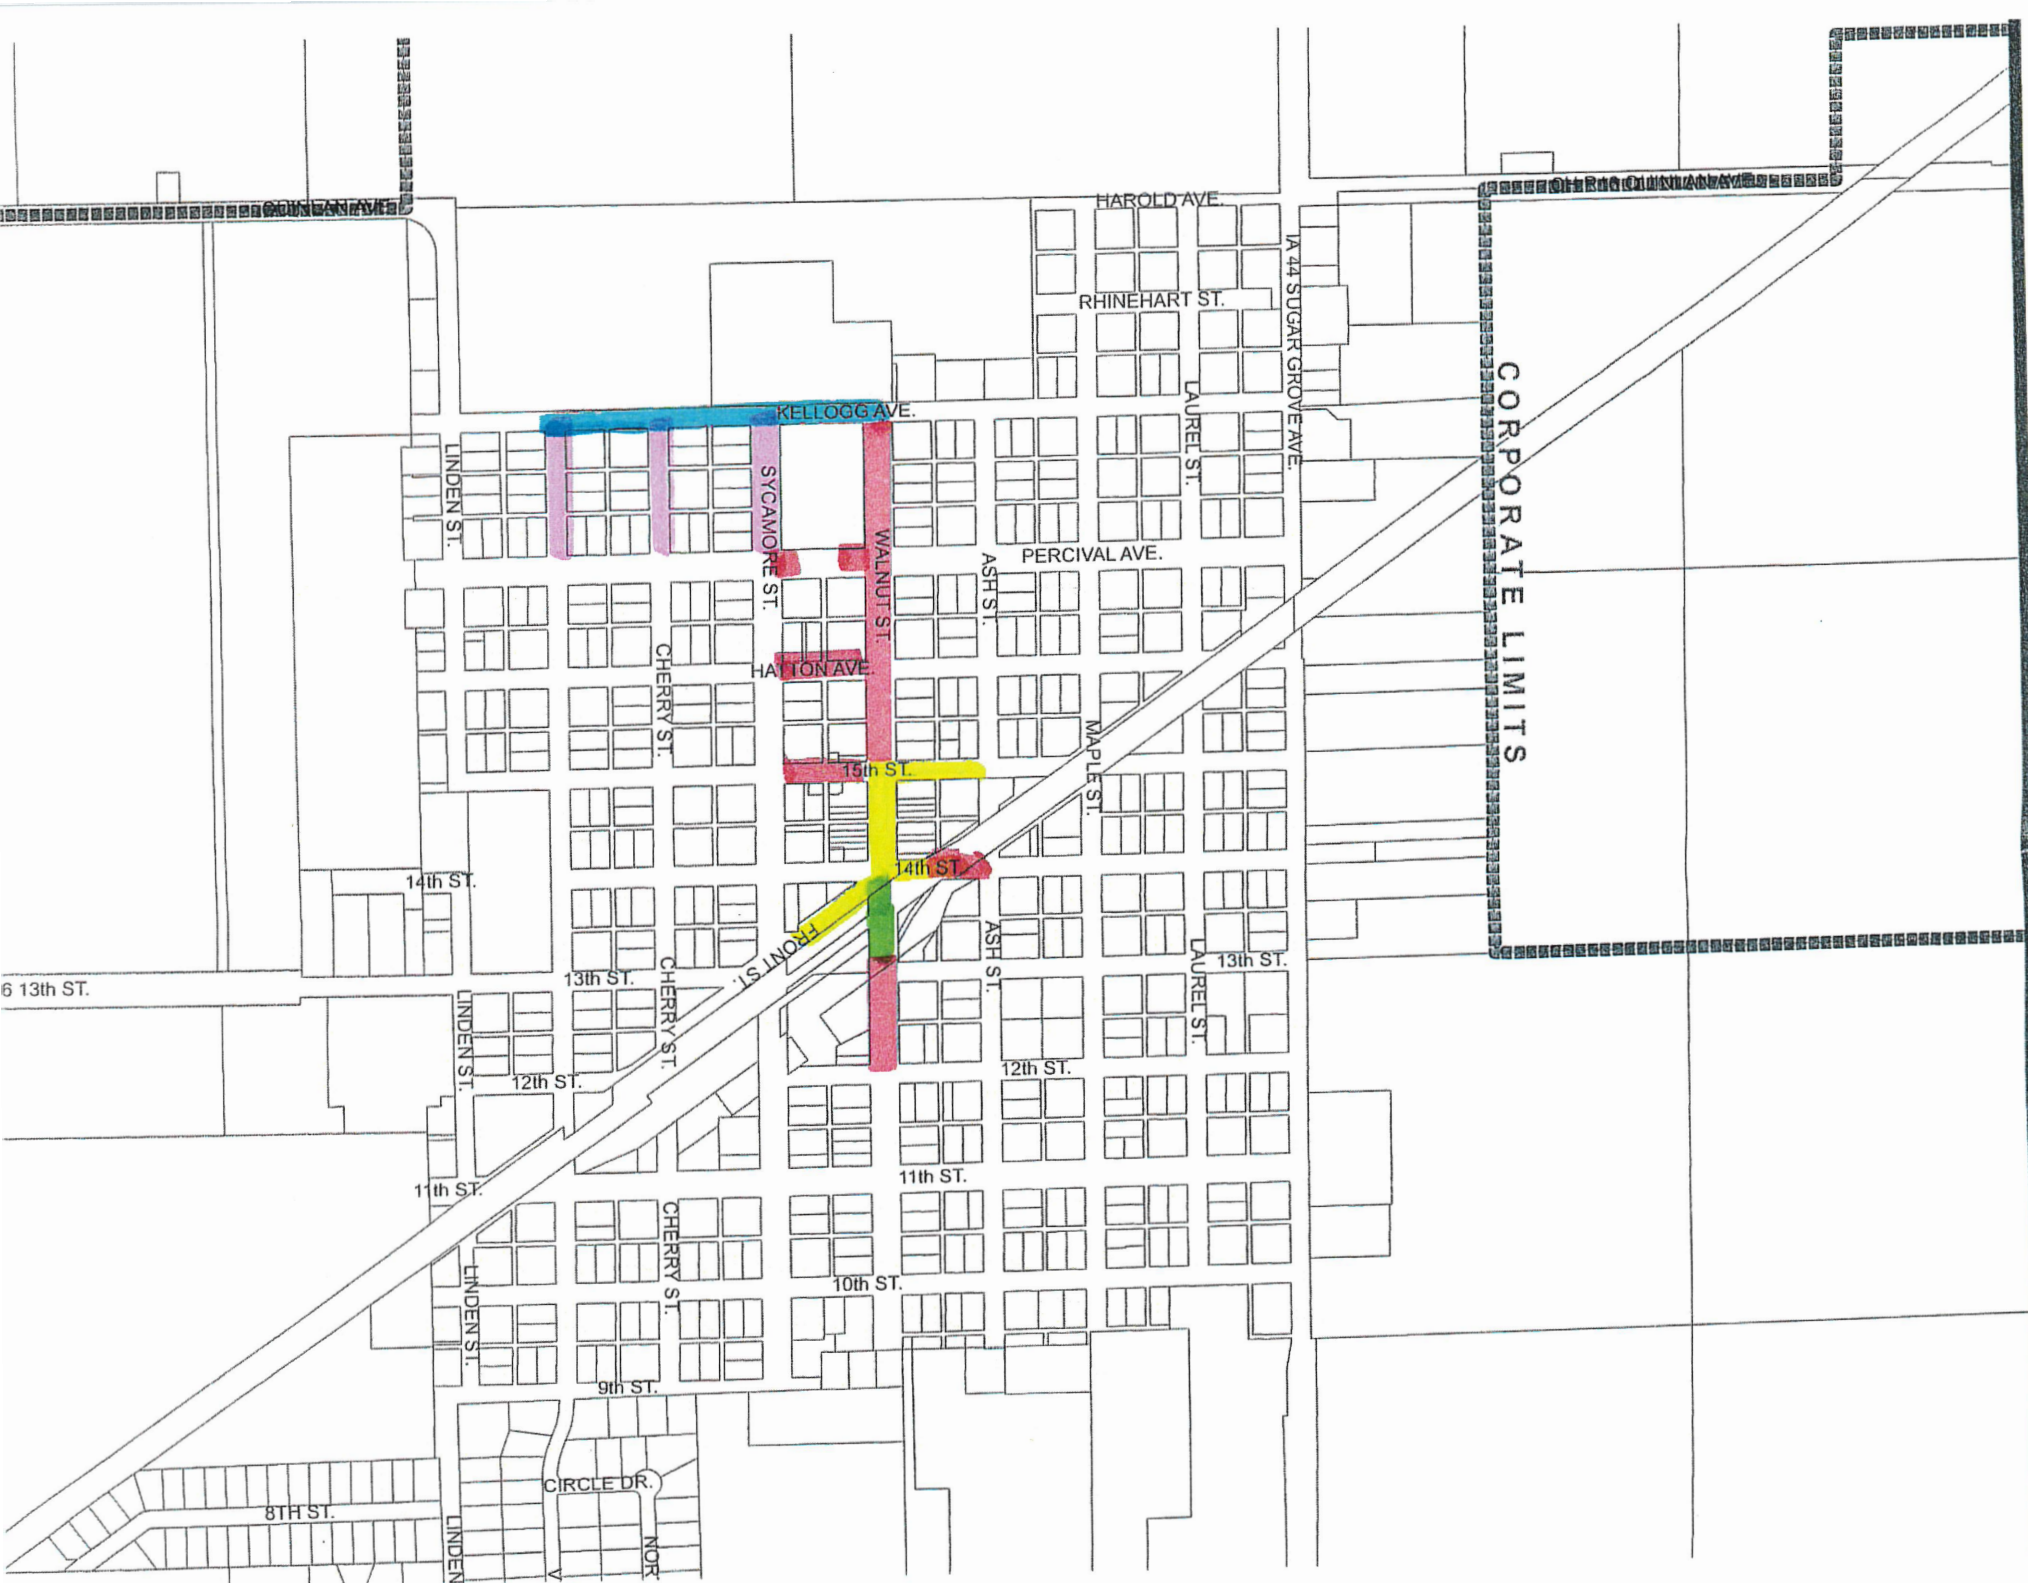 QUINLAN AVE.
HAROLD AVE.
RHINEHART ST.
IA 44 SUGAR GROVE AVE.
CORPORATE LIMITS
KELLOGG AVE.
LAUREL ST.
LINDEN ST.
SYCAMORE ST.
WALNUT ST.
ASH ST.
PERCIVAL AVE.
CHERRY ST.
HATTON AVE.
MAPLE ST.
15th ST.
14th ST.
14th ST.
FRONT ST.
ASH ST.
LAUREL ST.
13th ST.
13th ST.
6 13th ST.
CHERRY ST.
LINDEN ST.
12th ST.
12th ST.
11th ST.
11th ST.
CHERRY ST.
LINDEN ST.
10th ST.
9th ST.
CIRCLE DR.
8TH ST.
LINDEN
V
NOR